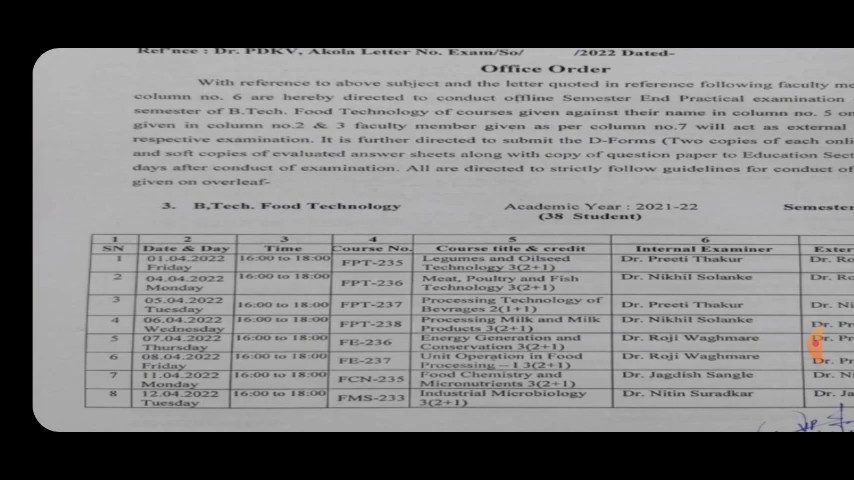 Ref'nce : Dr. PDKV, Akola Letter No. Exam/So/ /2022 Dated-
Office Order
With reference to above subject and the letter quoted in reference following faculty me
column no. 6 are hereby directed to conduct offline Semester End Practical examination
semester of B.Tech. Food Technology of courses given against their name in column no. 5 on
given in column no.2 & 3 faculty member given as per column no.7 will act as external
respective examination. It is further directed to submit the D-Forms (Two copies of each onli
and soft copies of evaluated answer sheets along with copy of question paper to Education Sect
days after conduct of examination. All are directed to strictly follow guidelines for conduct of
given on overleaf-
3. B,Tech. Food Technology Academic Year : 2021-22 Semester
(38 Student)
1 2 3 4 5 6
SN Date & Day Time Course No. Course title & credit Internal Examiner Exter
1 01.04.2022 Friday 16:00 to 18:00 FPT-235 Legumes and Oilseed Technology 3(2+1) Dr. Preeti Thakur Dr. Ro
2 04.04.2022 Monday 16:00 to 18:00 FPT-236 Meat, Poultry and Fish Technology 3(2+1) Dr. Nikhil Solanke Dr. Ro
3 05.04.2022 Tuesday 16:00 to 18:00 FPT-237 Processing Technology of Bevrages 2(1+1) Dr. Preeti Thakur Dr. Ni
4 06.04.2022 Wednesday 16:00 to 18:00 FPT-238 Processing Milk and Milk Products 3(2+1) Dr. Nikhil Solanke Dr. Pr
5 07.04.2022 Thursday 16:00 to 18:00 FE-236 Energy Generation and Conservation 3(2+1) Dr. Roji Waghmare Dr. Pr
6 08.04.2022 Friday 16:00 to 18:00 FE-237 Unit Operation in Food Processing – I 3(2+1) Dr. Roji Waghmare Dr. Pr
7 11.04.2022 Monday 16:00 to 18:00 FCN-235 Food Chemistry and Micronutrients 3(2+1) Dr. Jagdish Sangle Dr. Ni
8 12.04.2022 Tuesday 16:00 to 18:00 FMS-233 Industrial Microbiology 3(2+1) Dr. Nitin Suradkar Dr. Ja